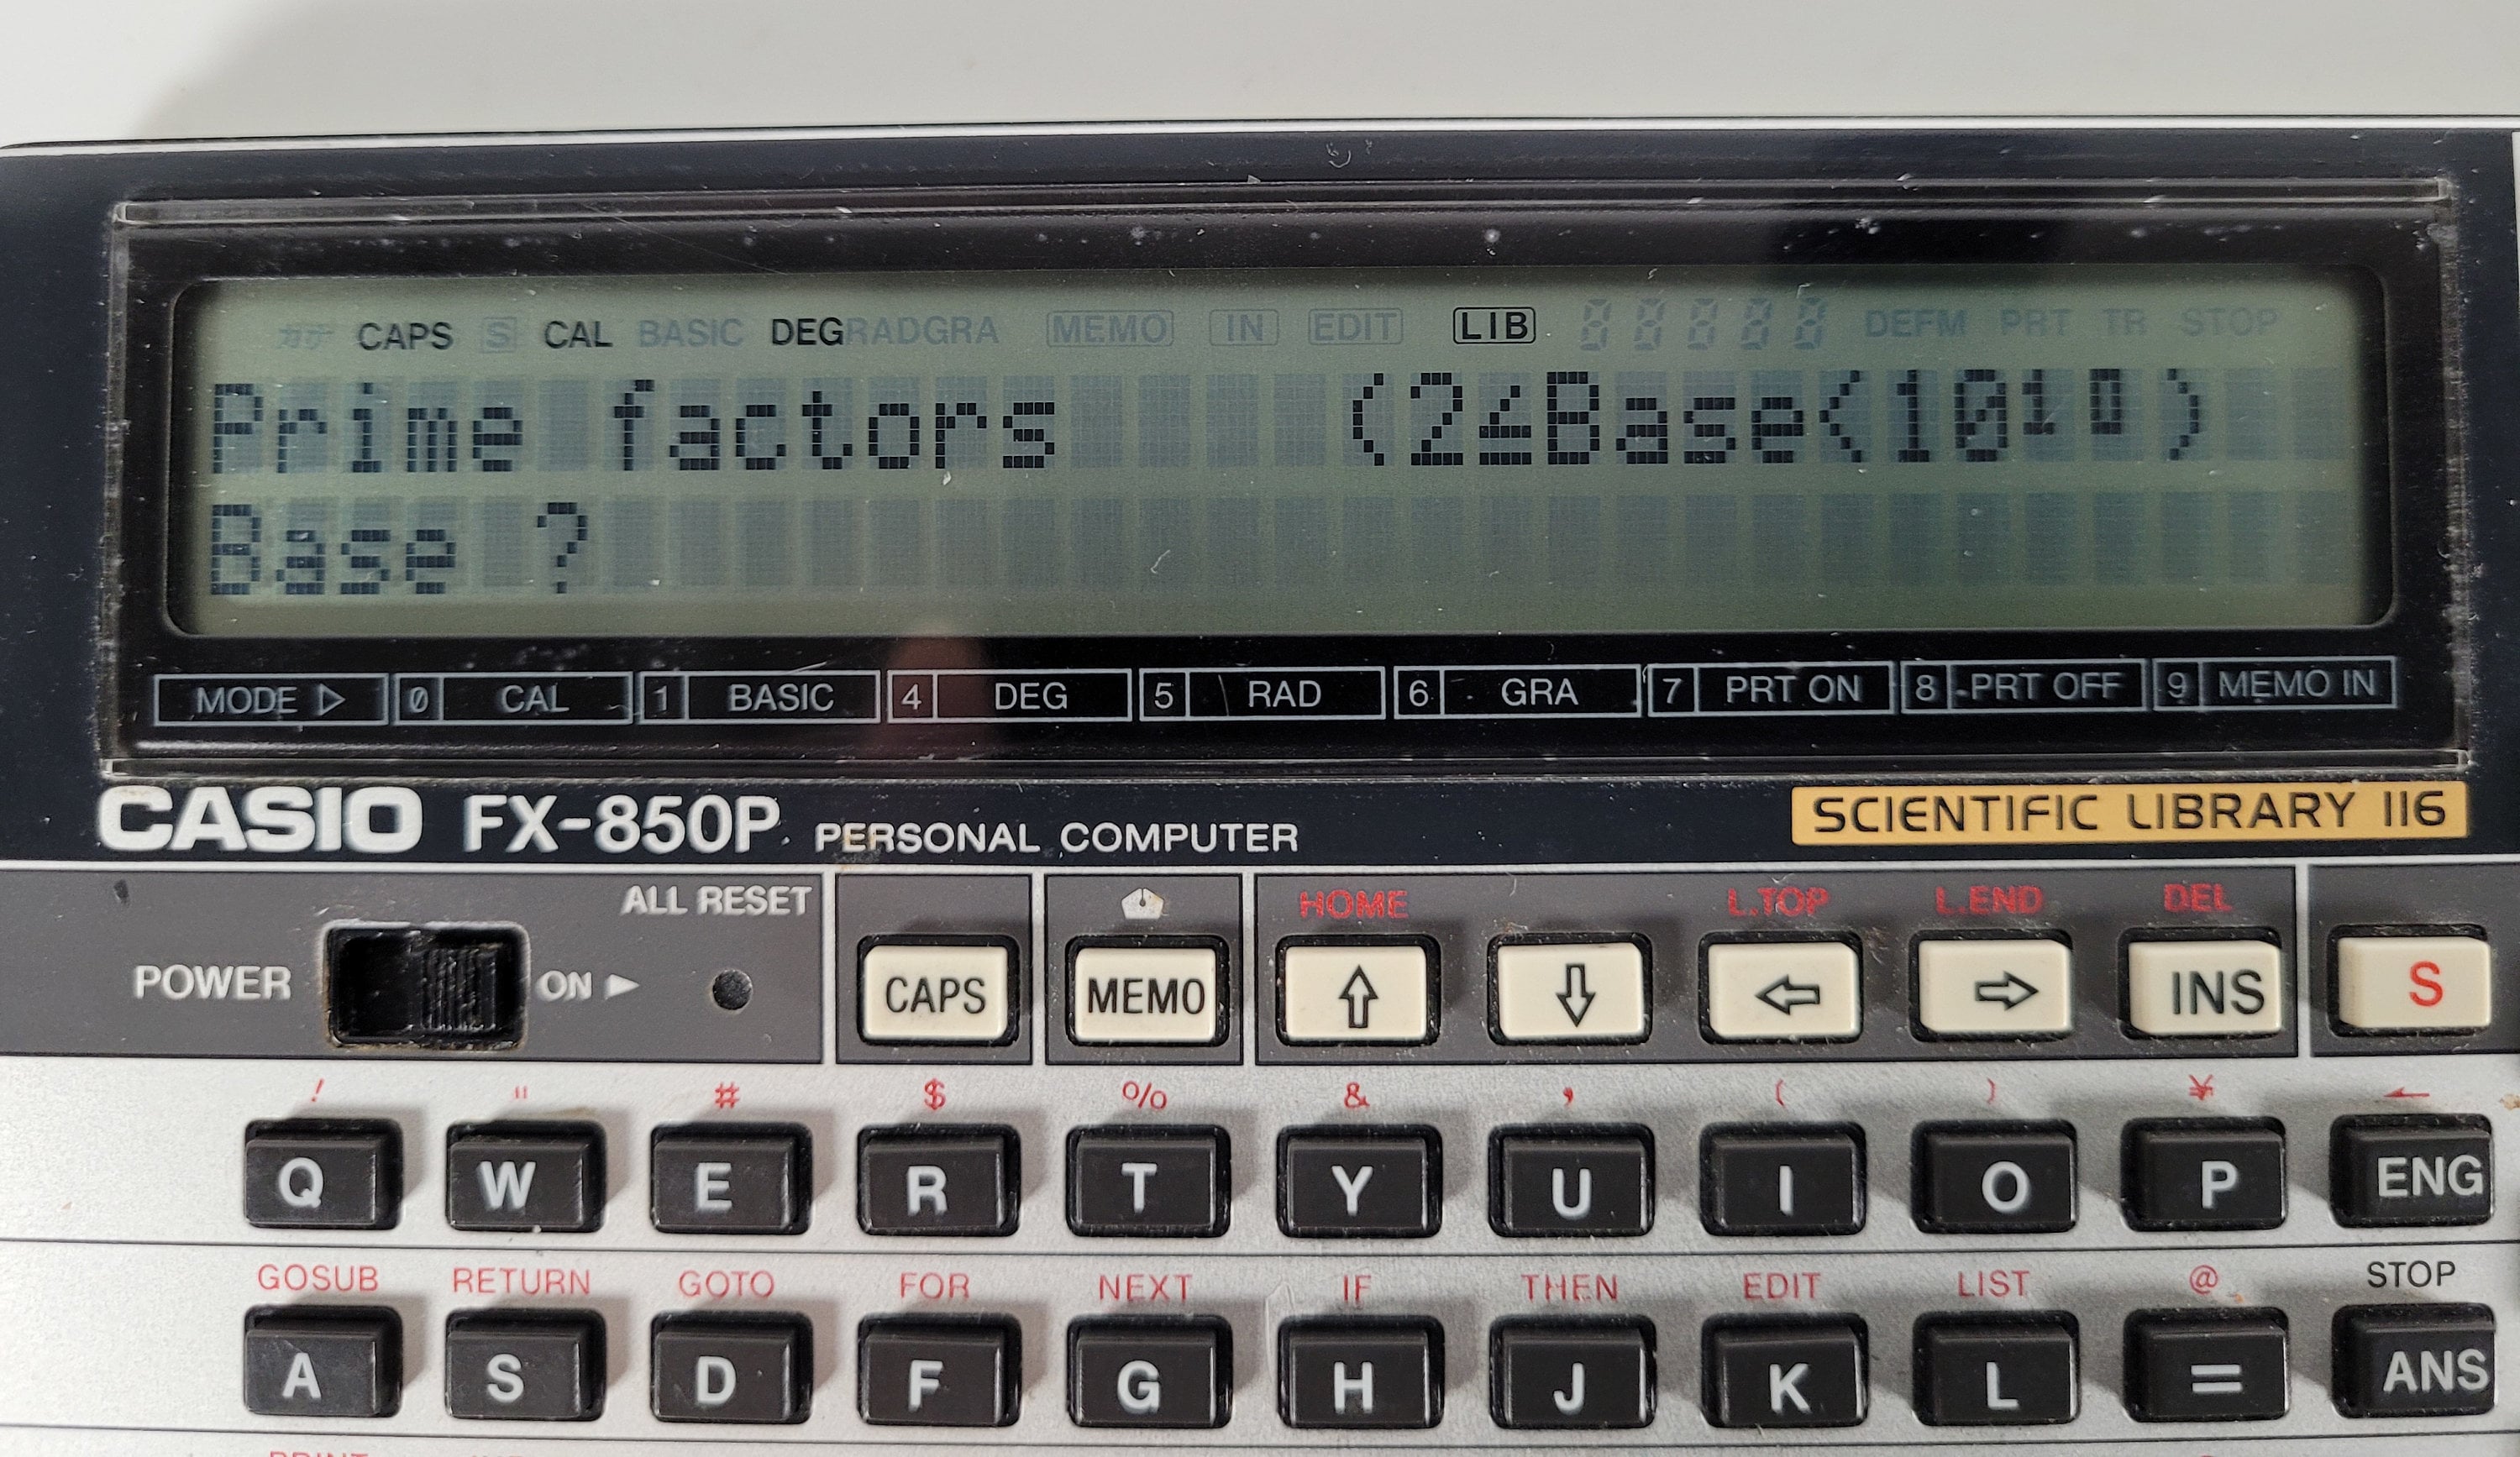 カナ CAPS S CAL BASIC DEG RAD GRA MEMO IN EDIT LIB 88888 DEFM PRT TR STOP
Prime factors (2≤Base<10¹⁰)
Base ?
MODE ▷ 0 CAL 1 BASIC 4 DEG 5 RAD 6 GRA 7 PRT ON 8 PRT OFF 9 MEMO IN
CASIO FX-850P PERSONAL COMPUTER SCIENTIFIC LIBRARY 116
ALL RESET HOME L.TOP L.END DEL
POWER ON ► CAPS MEMO ⇧ ⇩ ⇦ ⇨ INS S
! " # $ % & ( ) ¥ ←
Q W E R T Y U I O P ENG
GOSUB RETURN GOTO FOR NEXT IF THEN EDIT LIST @ STOP
A S D F G H J K L = ANS
PRINT